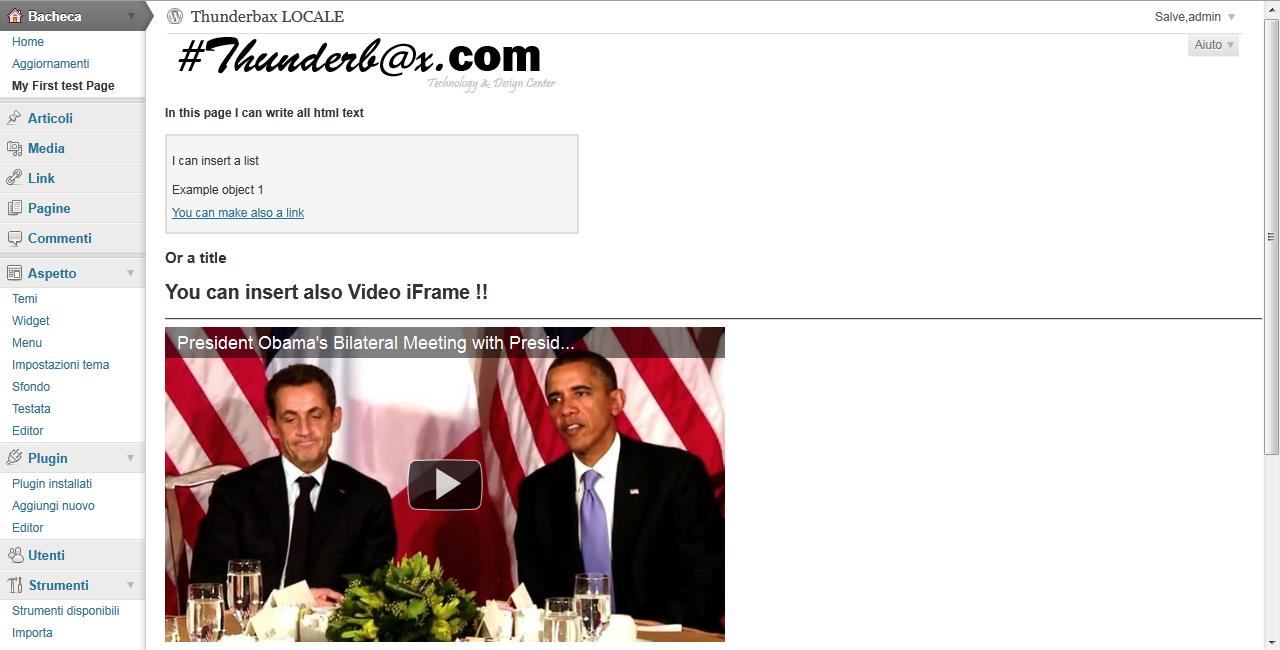 Bacheca
Home
Aggiornamenti
My First test Page
Articoli
Media
Link
Pagine
Commenti
Aspetto
Temi
Widget
Menu
Impostazioni tema
Sfondo
Testata
Editor
Plugin
Plugin installati
Aggiungi nuovo
Editor
Utenti
Strumenti
Strumenti disponibili
Importa
Thunderbax LOCALE
Salve,admin
Aiuto
#Thunderb@x.com
Technology & Design Center
In this page I can write all html text
I can insert a list
Example object 1
You can make also a link
Or a title
You can insert also Video iFrame !!
President Obama's Bilateral Meeting with Presid...